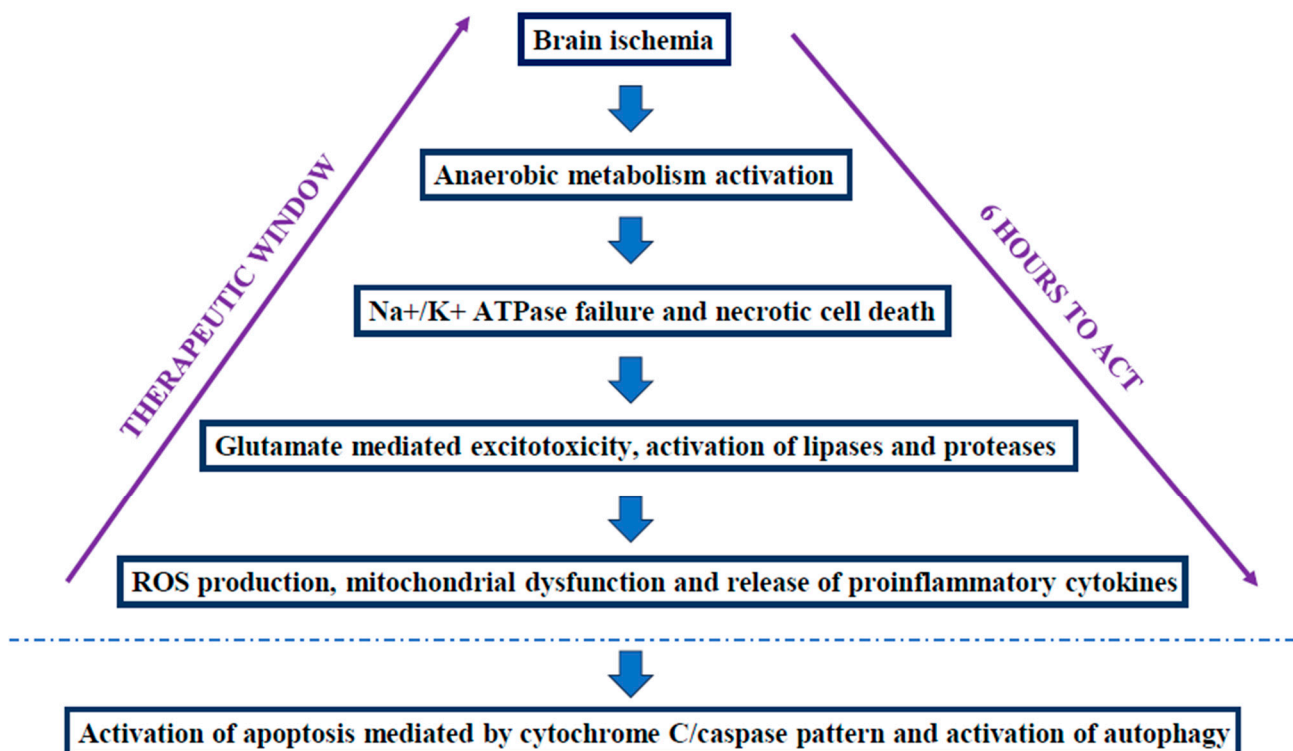 Brain ischemia
Anaerobic metabolism activation
THERAPEUTIC WINDOW
6 HOURS TO ACT
Na+/K+ ATPase failure and necrotic cell death
Glutamate mediated excitotoxicity, activation of lipases and proteases
ROS production, mitochondrial dysfunction and release of proinflammatory cytokines
Activation of apoptosis mediated by cytochrome C/caspase pattern and activation of autophagy